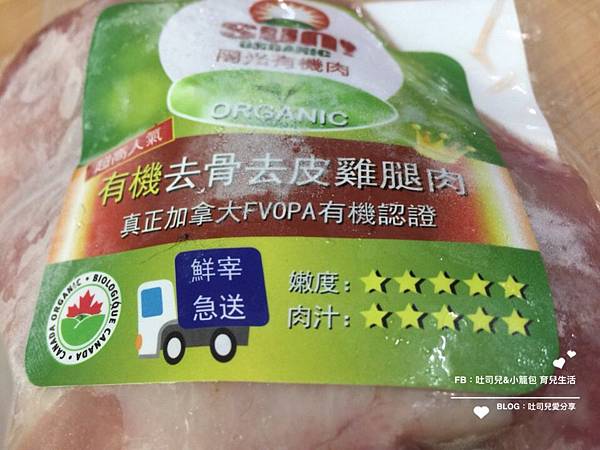 SUN!
ORGANIC
陽光有機肉
ORGANIC
超高人氣
有機去骨去皮雞腿肉
真正加拿大FVOPA有機認證
鮮宰
急送
嫩度：
肉汁：
CANADA ORGANIC • BIOLOGIQUE CANADA •
FB：吐司兒&小籠包 育兒生活
BLOG：吐司兒愛分享